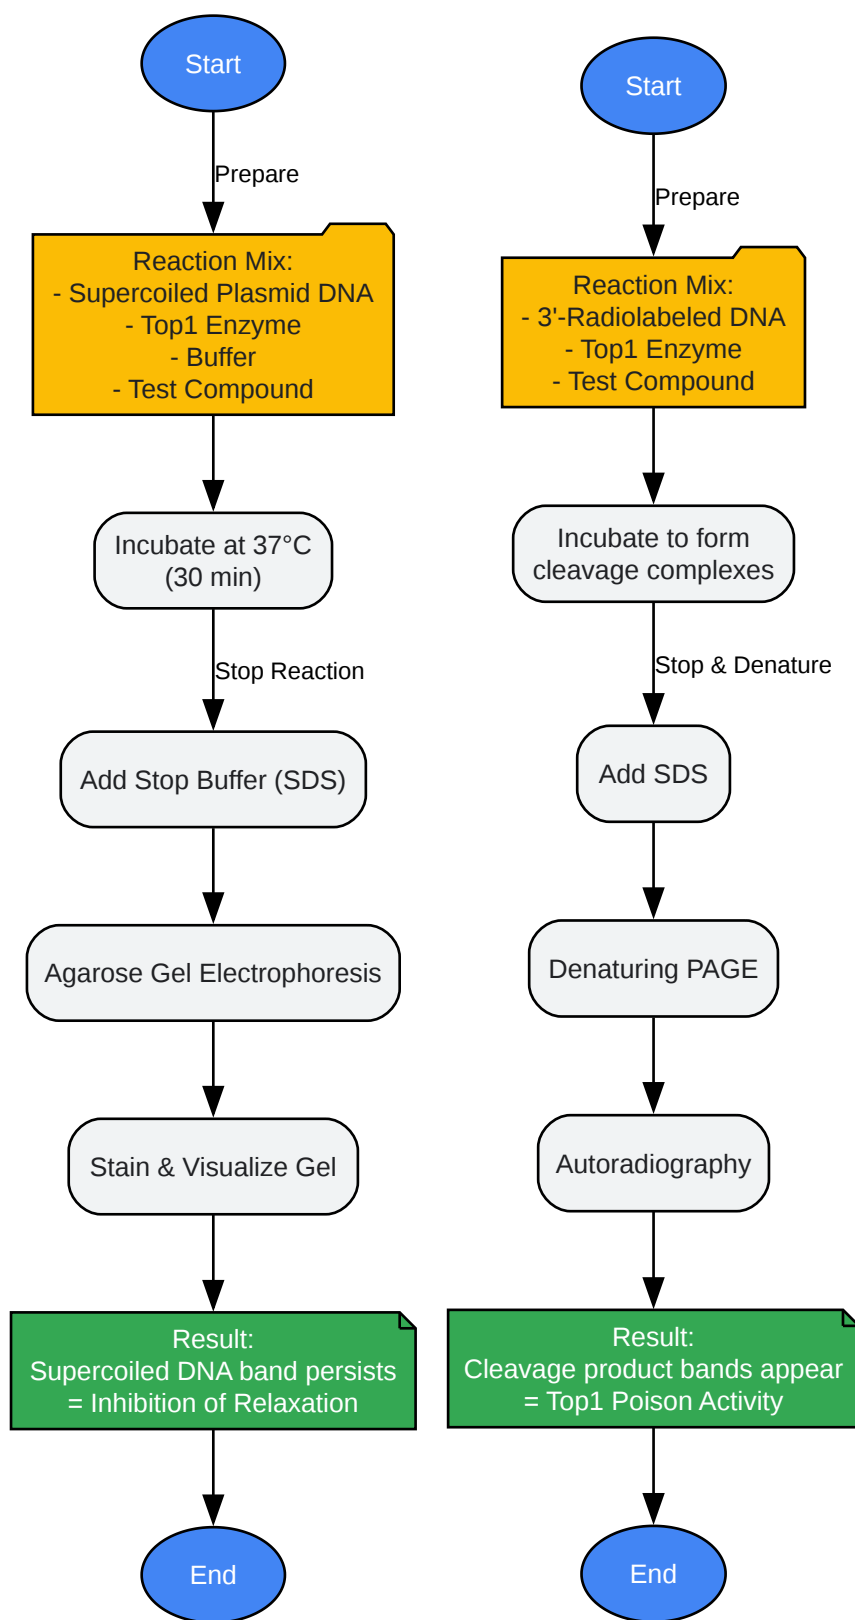 Start
Prepare
Reaction Mix:
- Supercoiled Plasmid DNA
- Top1 Enzyme
- Buffer
- Test Compound
Incubate at 37°C
(30 min)
Stop Reaction
Add Stop Buffer (SDS)
Agarose Gel Electrophoresis
Stain & Visualize Gel
Result:
Supercoiled DNA band persists
= Inhibition of Relaxation
End
Start
Prepare
Reaction Mix:
- 3'-Radiolabeled DNA
- Top1 Enzyme
- Test Compound
Incubate to form
cleavage complexes
Stop & Denature
Add SDS
Denaturing PAGE
Autoradiography
Result:
Cleavage product bands appear
= Top1 Poison Activity
End